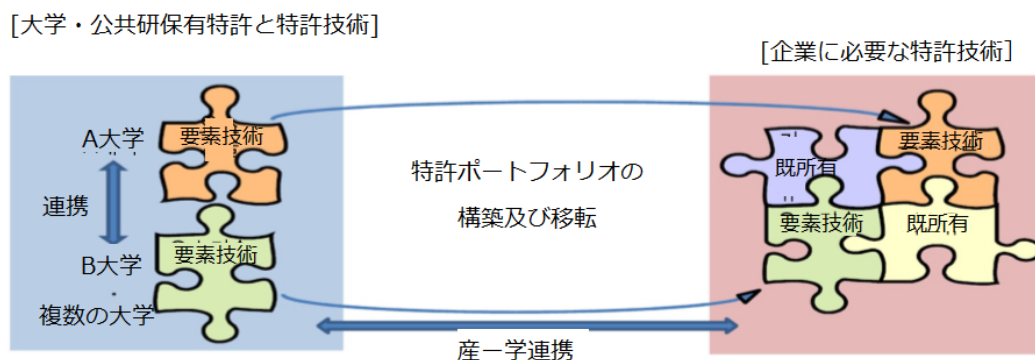 [大学・公共研保有特許と特許技術]
[企業に必要な特許技術]
A大学
要素技術
連携
B大学
要素技術
・
複数の大学
特許ポートフォリオの
構築及び移転
既所有
要素技術
要素技術
既所有
産ー学連携